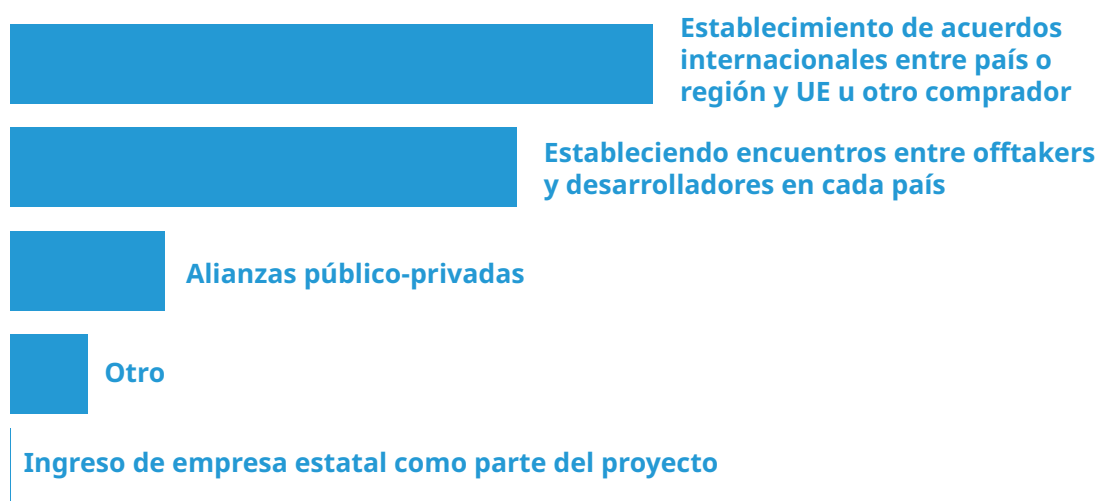 Establecimiento de acuerdos
internacionales entre país o
región y UE u otro comprador
Estableciendo encuentros entre offtakers
y desarrolladores en cada país
Alianzas público-privadas
Otro
Ingreso de empresa estatal como parte del proyecto